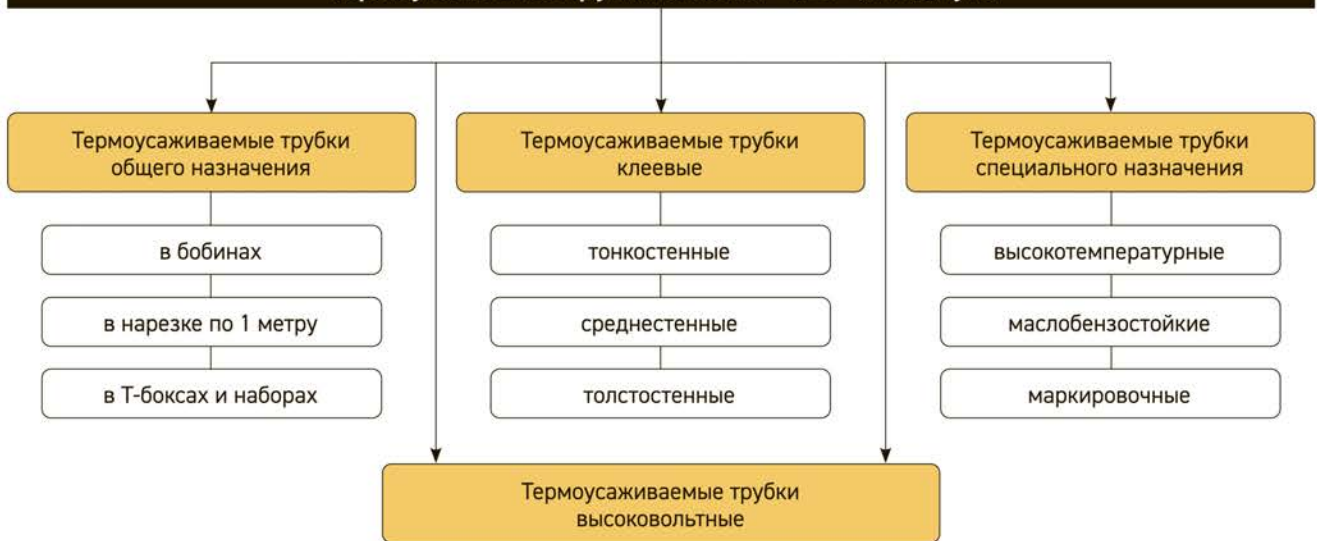 Термоусаживаемые трубки
общего назначения
в бобинах
в нарезке по 1 метру
в Т-боксах и наборах
Термоусаживаемые трубки
клеевые
тонкостенные
среднестенные
толстостенные
Термоусаживаемые трубки
специального назначения
высокотемпературные
маслобензостойкие
маркировочные
Термоусаживаемые трубки
высоковольтные